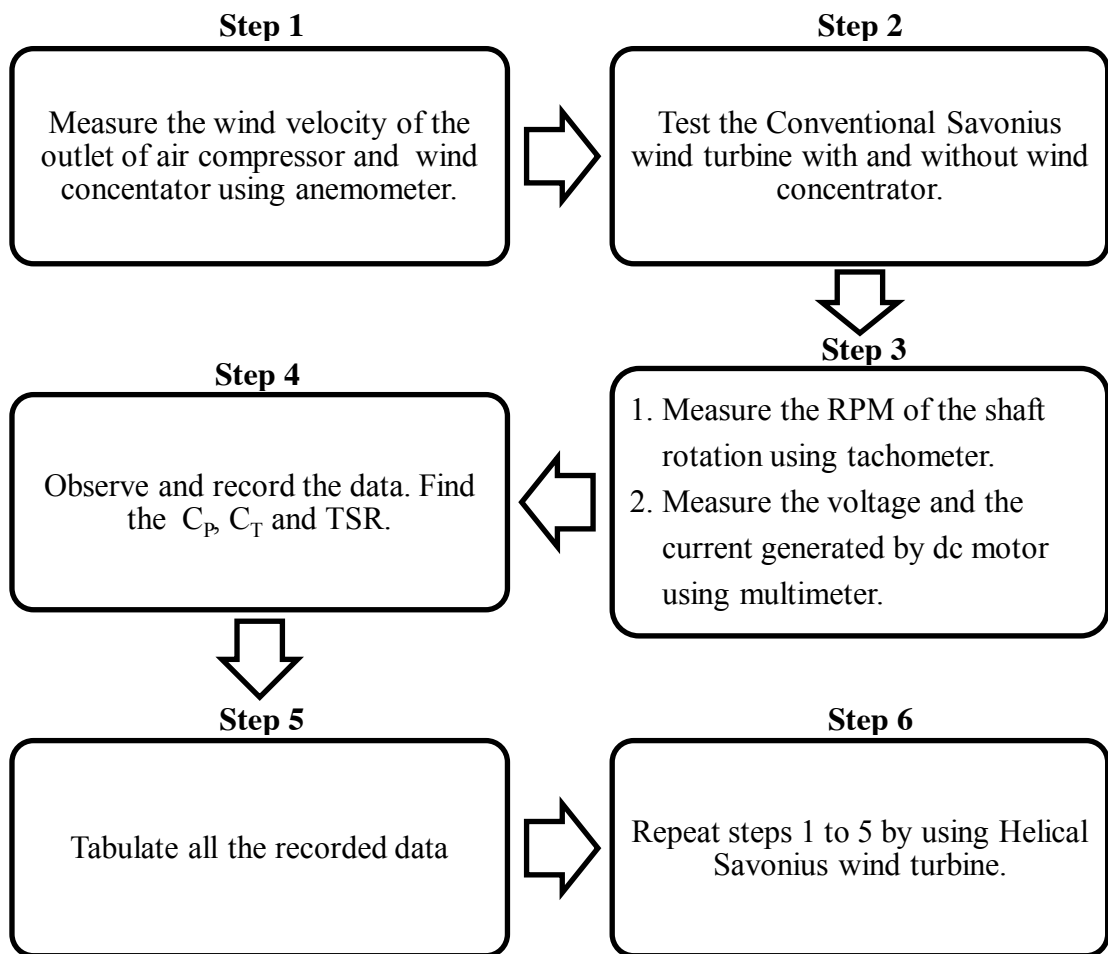 Step 1
Measure the wind velocity of the
outlet of air compressor and wind
concentator using anemometer.
Step 2
Test the Conventional Savonius
wind turbine with and without wind
concentrator.
Step 3
1. Measure the RPM of the shaft
rotation using tachometer.
2. Measure the voltage and the
current generated by dc motor
using multimeter.
Step 4
Observe and record the data. Find
the C_P, C_T and TSR.
Step 5
Tabulate all the recorded data
Step 6
Repeat steps 1 to 5 by using Helical
Savonius wind turbine.